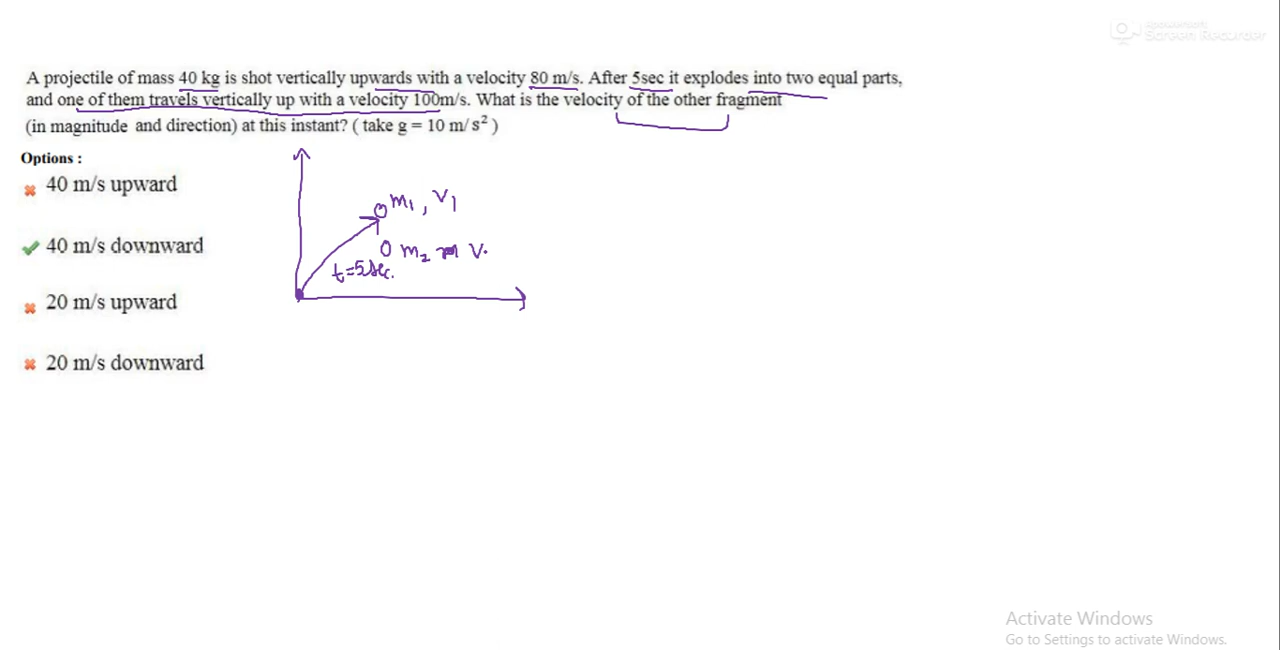 Apowersoft
Screen Recorder
A projectile of mass 40 kg is shot vertically upwards with a velocity 80 m/s. After 5sec it explodes into two equal parts,
and one of them travels vertically up with a velocity 100m/s. What is the velocity of the other fragment
(in magnitude and direction) at this instant? ( take g = 10 m/s² )
Options :
40 m/s upward
40 m/s downward
20 m/s upward
20 m/s downward
m₁, V₁
m₂ m V.
t=5sec.
Activate Windows
Go to Settings to activate Windows.